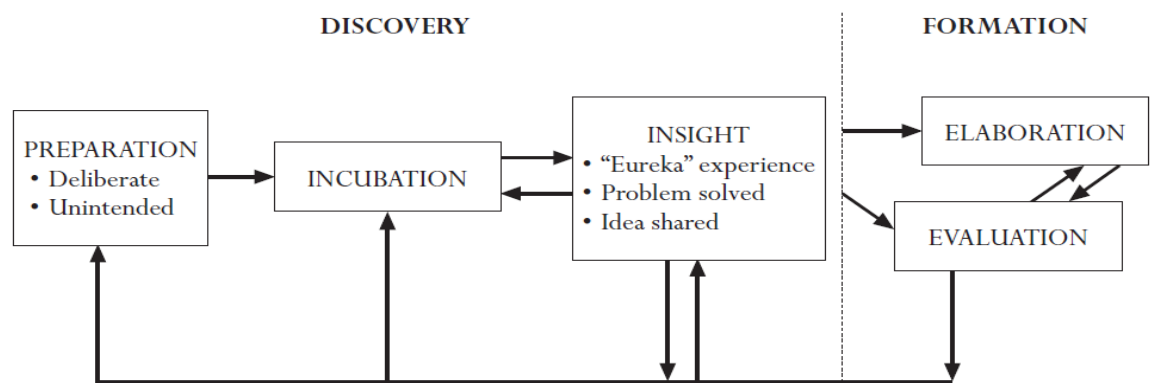 DISCOVERY
FORMATION
PREPARATION
• Deliberate
• Unintended
INCUBATION
INSIGHT
• “Eureka” experience
• Problem solved
• Idea shared
ELABORATION
EVALUATION